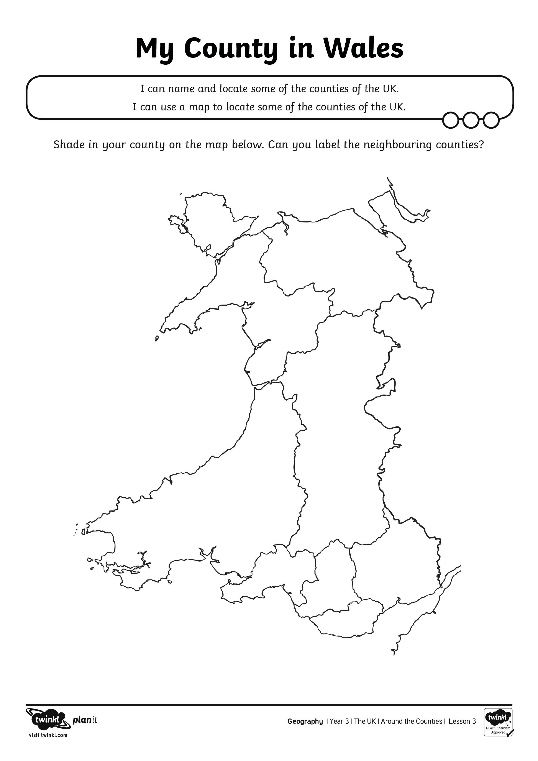 My County in Wales
I can name and locate some of the counties of the UK.
I can use a map to locate some of the counties of the UK.
Shade in your county on the map below. Can you label the neighbouring counties?
twinkl planit
visit twinkl.com
Geography | Year 3 | The UK | Around the Counties | Lesson 3
twinkl